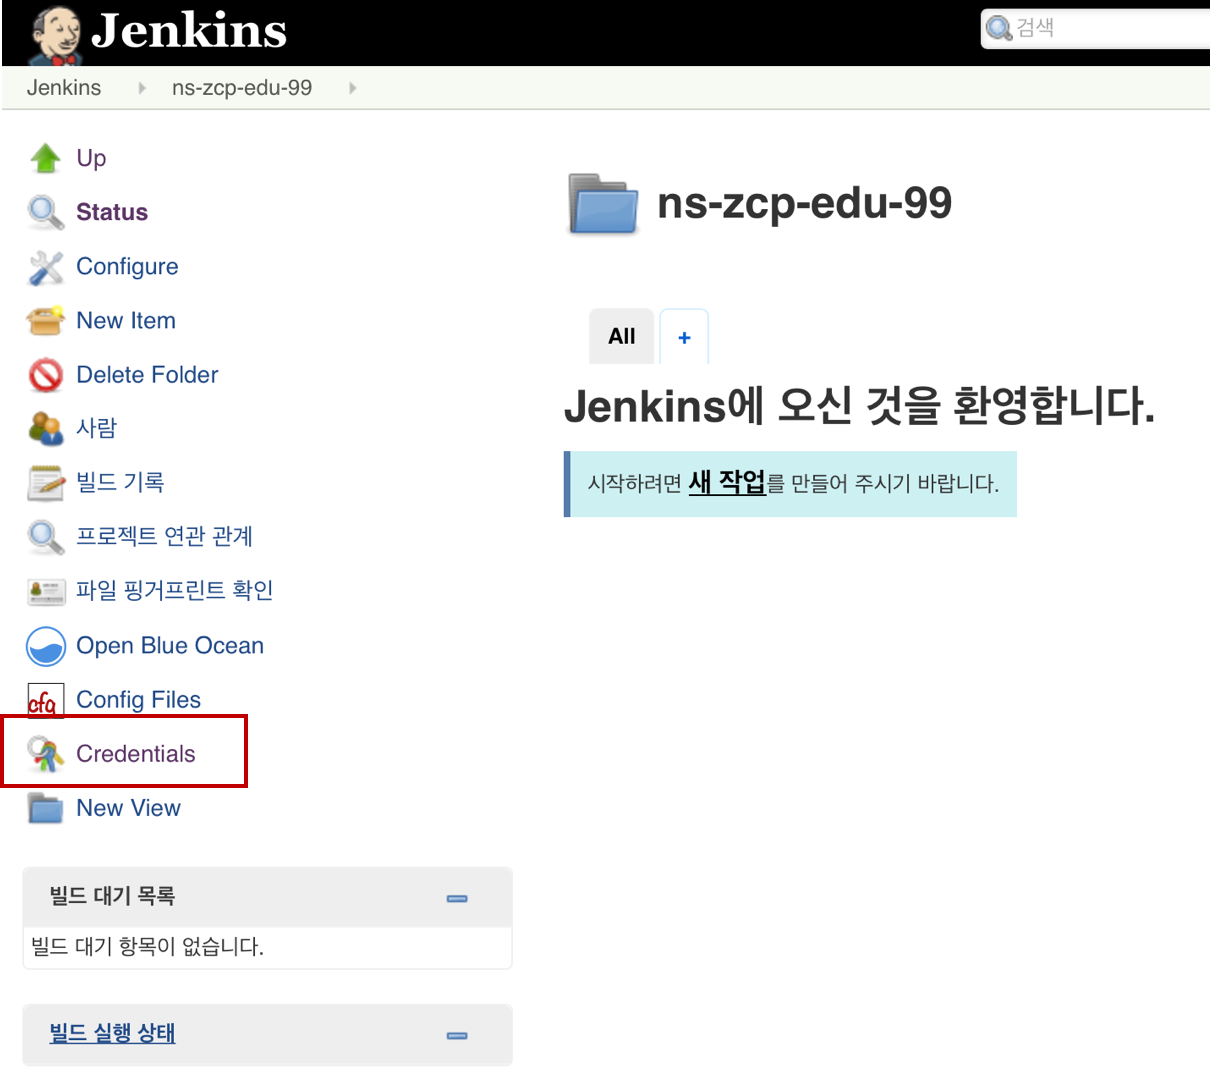 Jenkins
검색
Jenkins ns-zcp-edu-99
Up
Status
Configure
New Item
Delete Folder
사람
빌드 기록
프로젝트 연관 관계
파일 핑거프린트 확인
Open Blue Ocean
cfg Config Files
Credentials
New View
빌드 대기 목록
빌드 대기 항목이 없습니다.
빌드 실행 상태
ns-zcp-edu-99
All +
Jenkins에 오신 것을 환영합니다.
시작하려면 새 작업를 만들어 주시기 바랍니다.